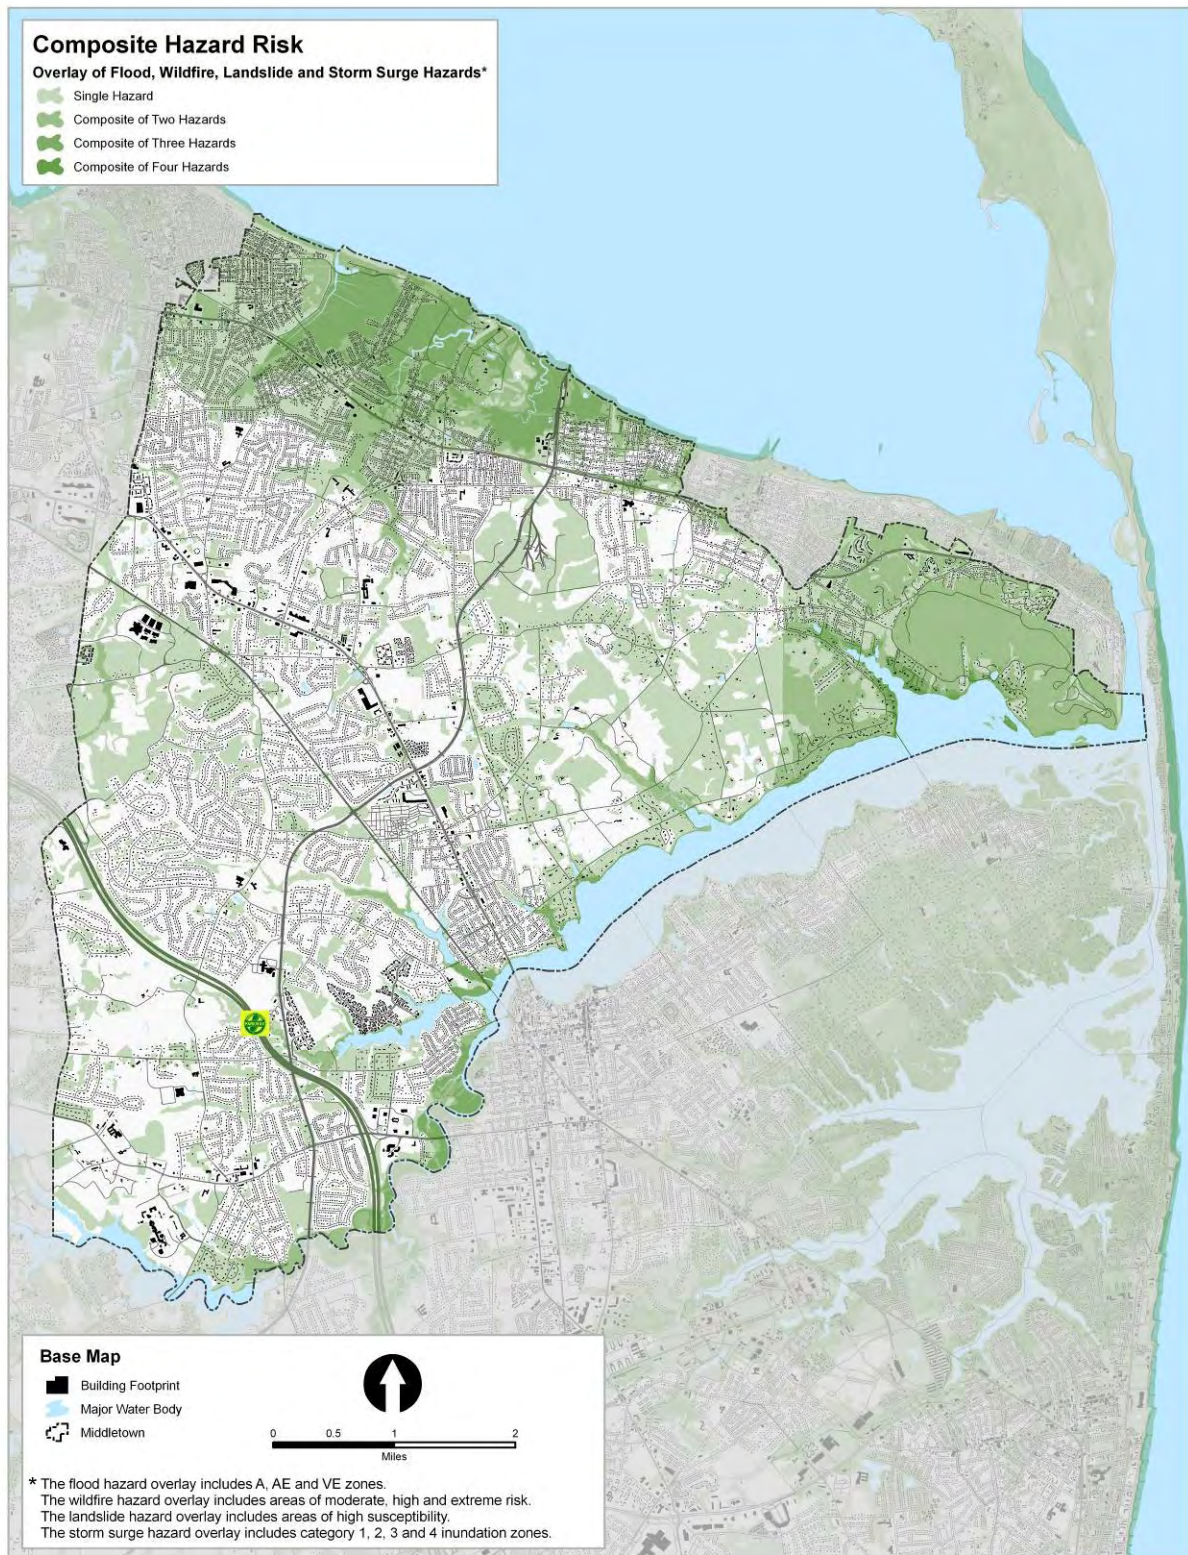 Composite Hazard Risk
Overlay of Flood, Wildfire, Landslide and Storm Surge Hazards*
Single Hazard
Composite of Two Hazards
Composite of Three Hazards
Composite of Four Hazards
Base Map
Building Footprint
Major Water Body
Middletown
0 0.5 1 2
Miles
* The flood hazard overlay includes A, AE and VE zones.
The wildfire hazard overlay includes areas of moderate, high and extreme risk.
The landslide hazard overlay includes areas of high susceptibility.
The storm surge hazard overlay includes category 1, 2, 3 and 4 inundation zones.